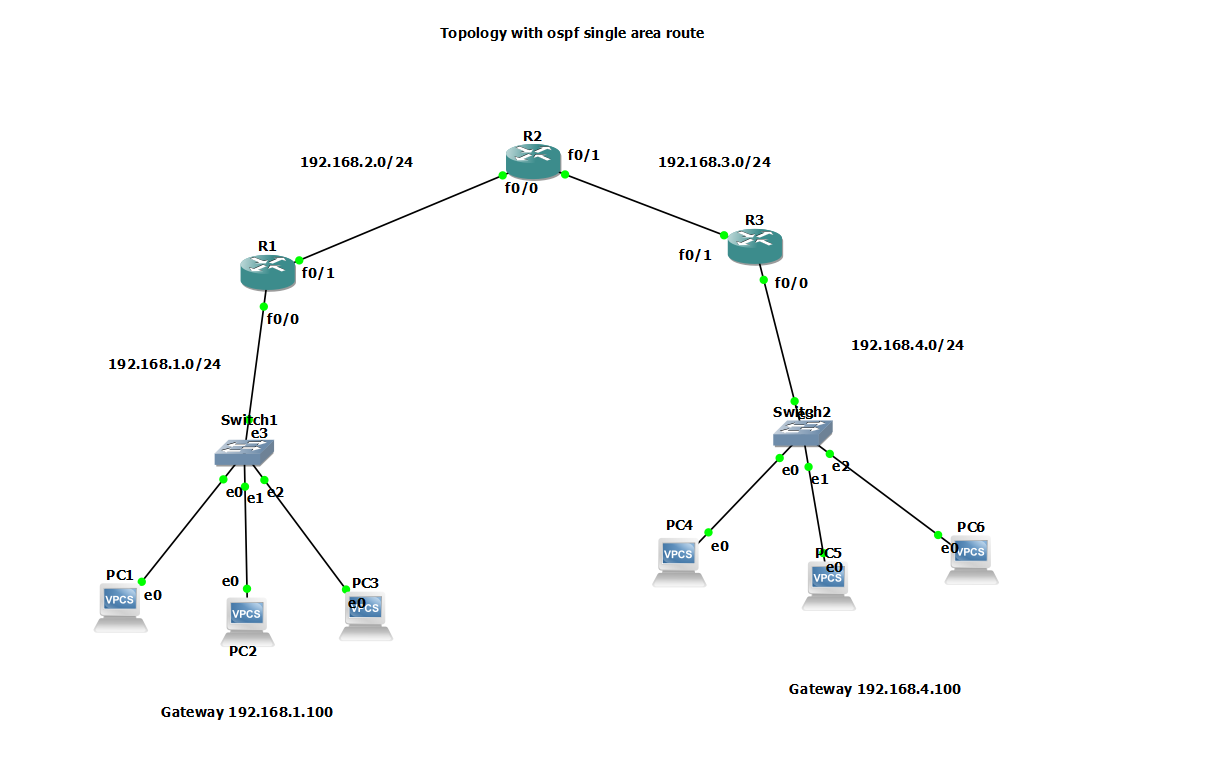 Topology with ospf single area route
R2
f0/1
192.168.2.0/24
192.168.3.0/24
f0/0
R3
R1
f0/1
f0/1
f0/0
f0/0
192.168.4.0/24
192.168.1.0/24
Switch1
e3
Switch2
e3
e0
e1
e2
e0
e1
e2
PC4
e0
PC5
e0
PC6
e0
VPCS
VPCS
VPCS
PC1
e0
e0
PC3
e0
VPCS
VPCS
VPCS
PC2
Gateway 192.168.4.100
Gateway 192.168.1.100